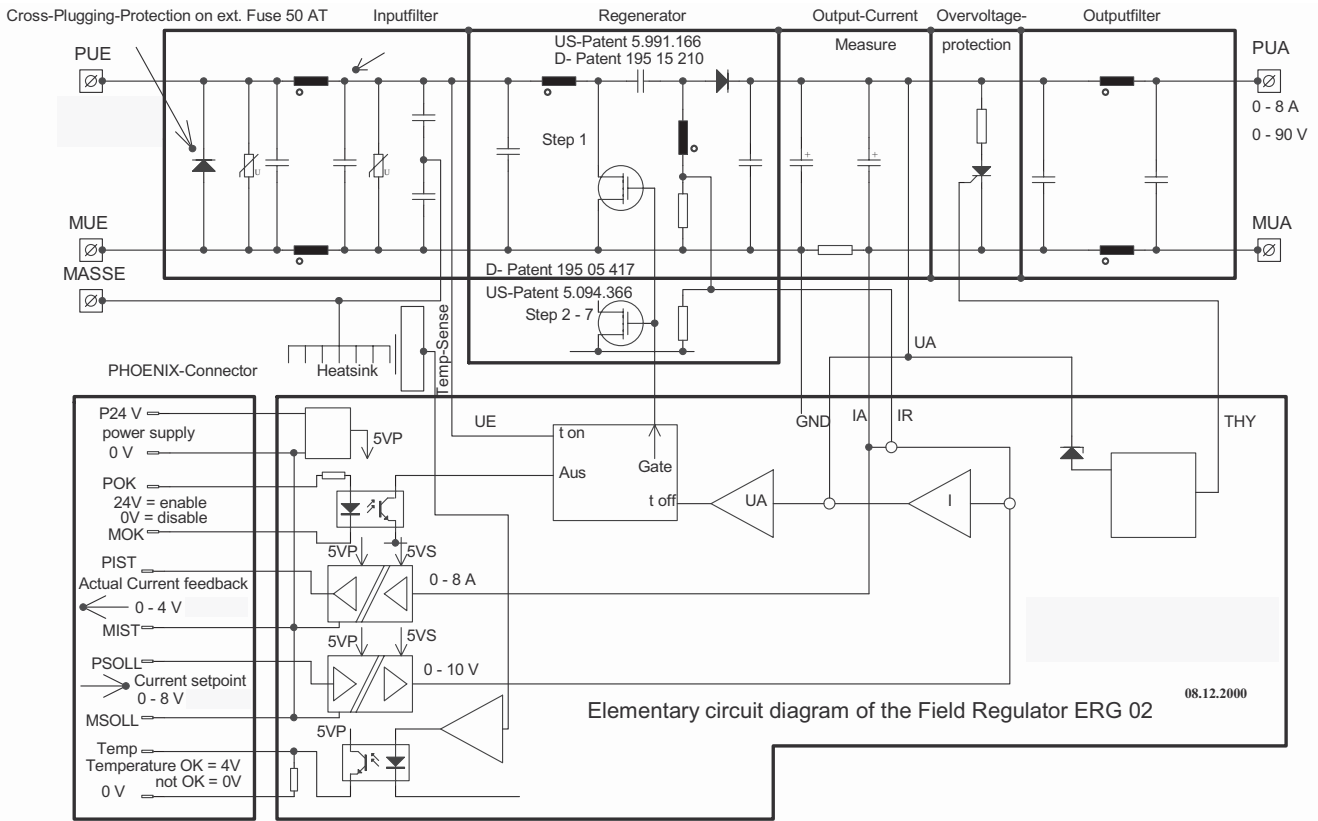 Cross-Plugging-Protection on ext. Fuse 50 AT
Inputfilter
Regenerator
Output-Current
Measure
Overvoltage-
protection
Outputfilter
US-Patent 5.991.166
D- Patent 195 15 210
PUE
PUA
0 - 8 A
0 - 90 V
Step 1
U
U
+
+
MUE
MUA
MASSE
D- Patent 195 05 417
US-Patent 5.094.366
Step 2 - 7
Heatsink
Temp-Sense
UA
PHOENIX-Connector
P24 V
power supply
0 V
5VP
UE
t on
Aus
Gate
t off
GND
IA
IR
THY
UA
I
POK
24V = enable
0V = disable
MOK
5VP
5VS
PIST
Actual Current feedback
0 - 4 V
MIST
0 - 8 A
5VP
5VS
PSOLL
Current setpoint
0 - 8 V
MSOLL
0 - 10 V
08.12.2000
Elementary circuit diagram of the Field Regulator ERG 02
5VP
Temp
Temperature OK = 4V
not OK = 0V
0 V